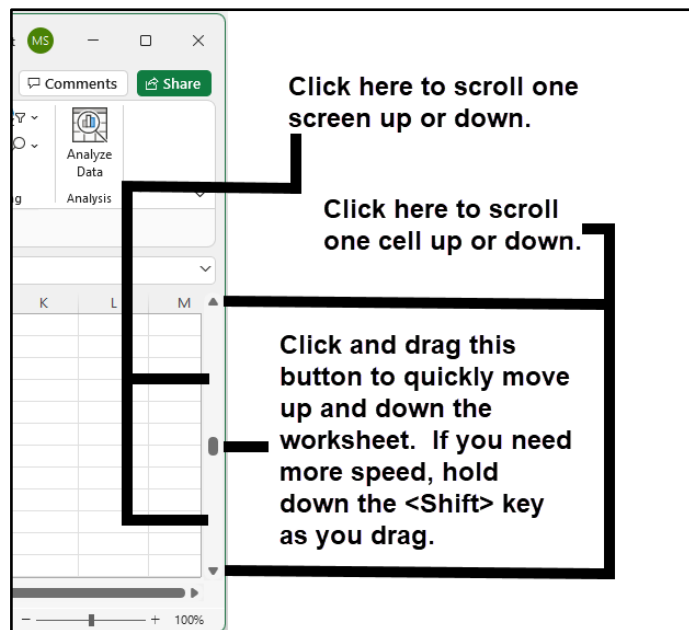 MS
Comments
Share
Analyze
Data
Analysis
Click here to scroll one
screen up or down.
Click here to scroll
one cell up or down.
K L M
Click and drag this
button to quickly move
up and down the
worksheet.  If you need
more speed, hold
down the <Shift> key
as you drag.
100%